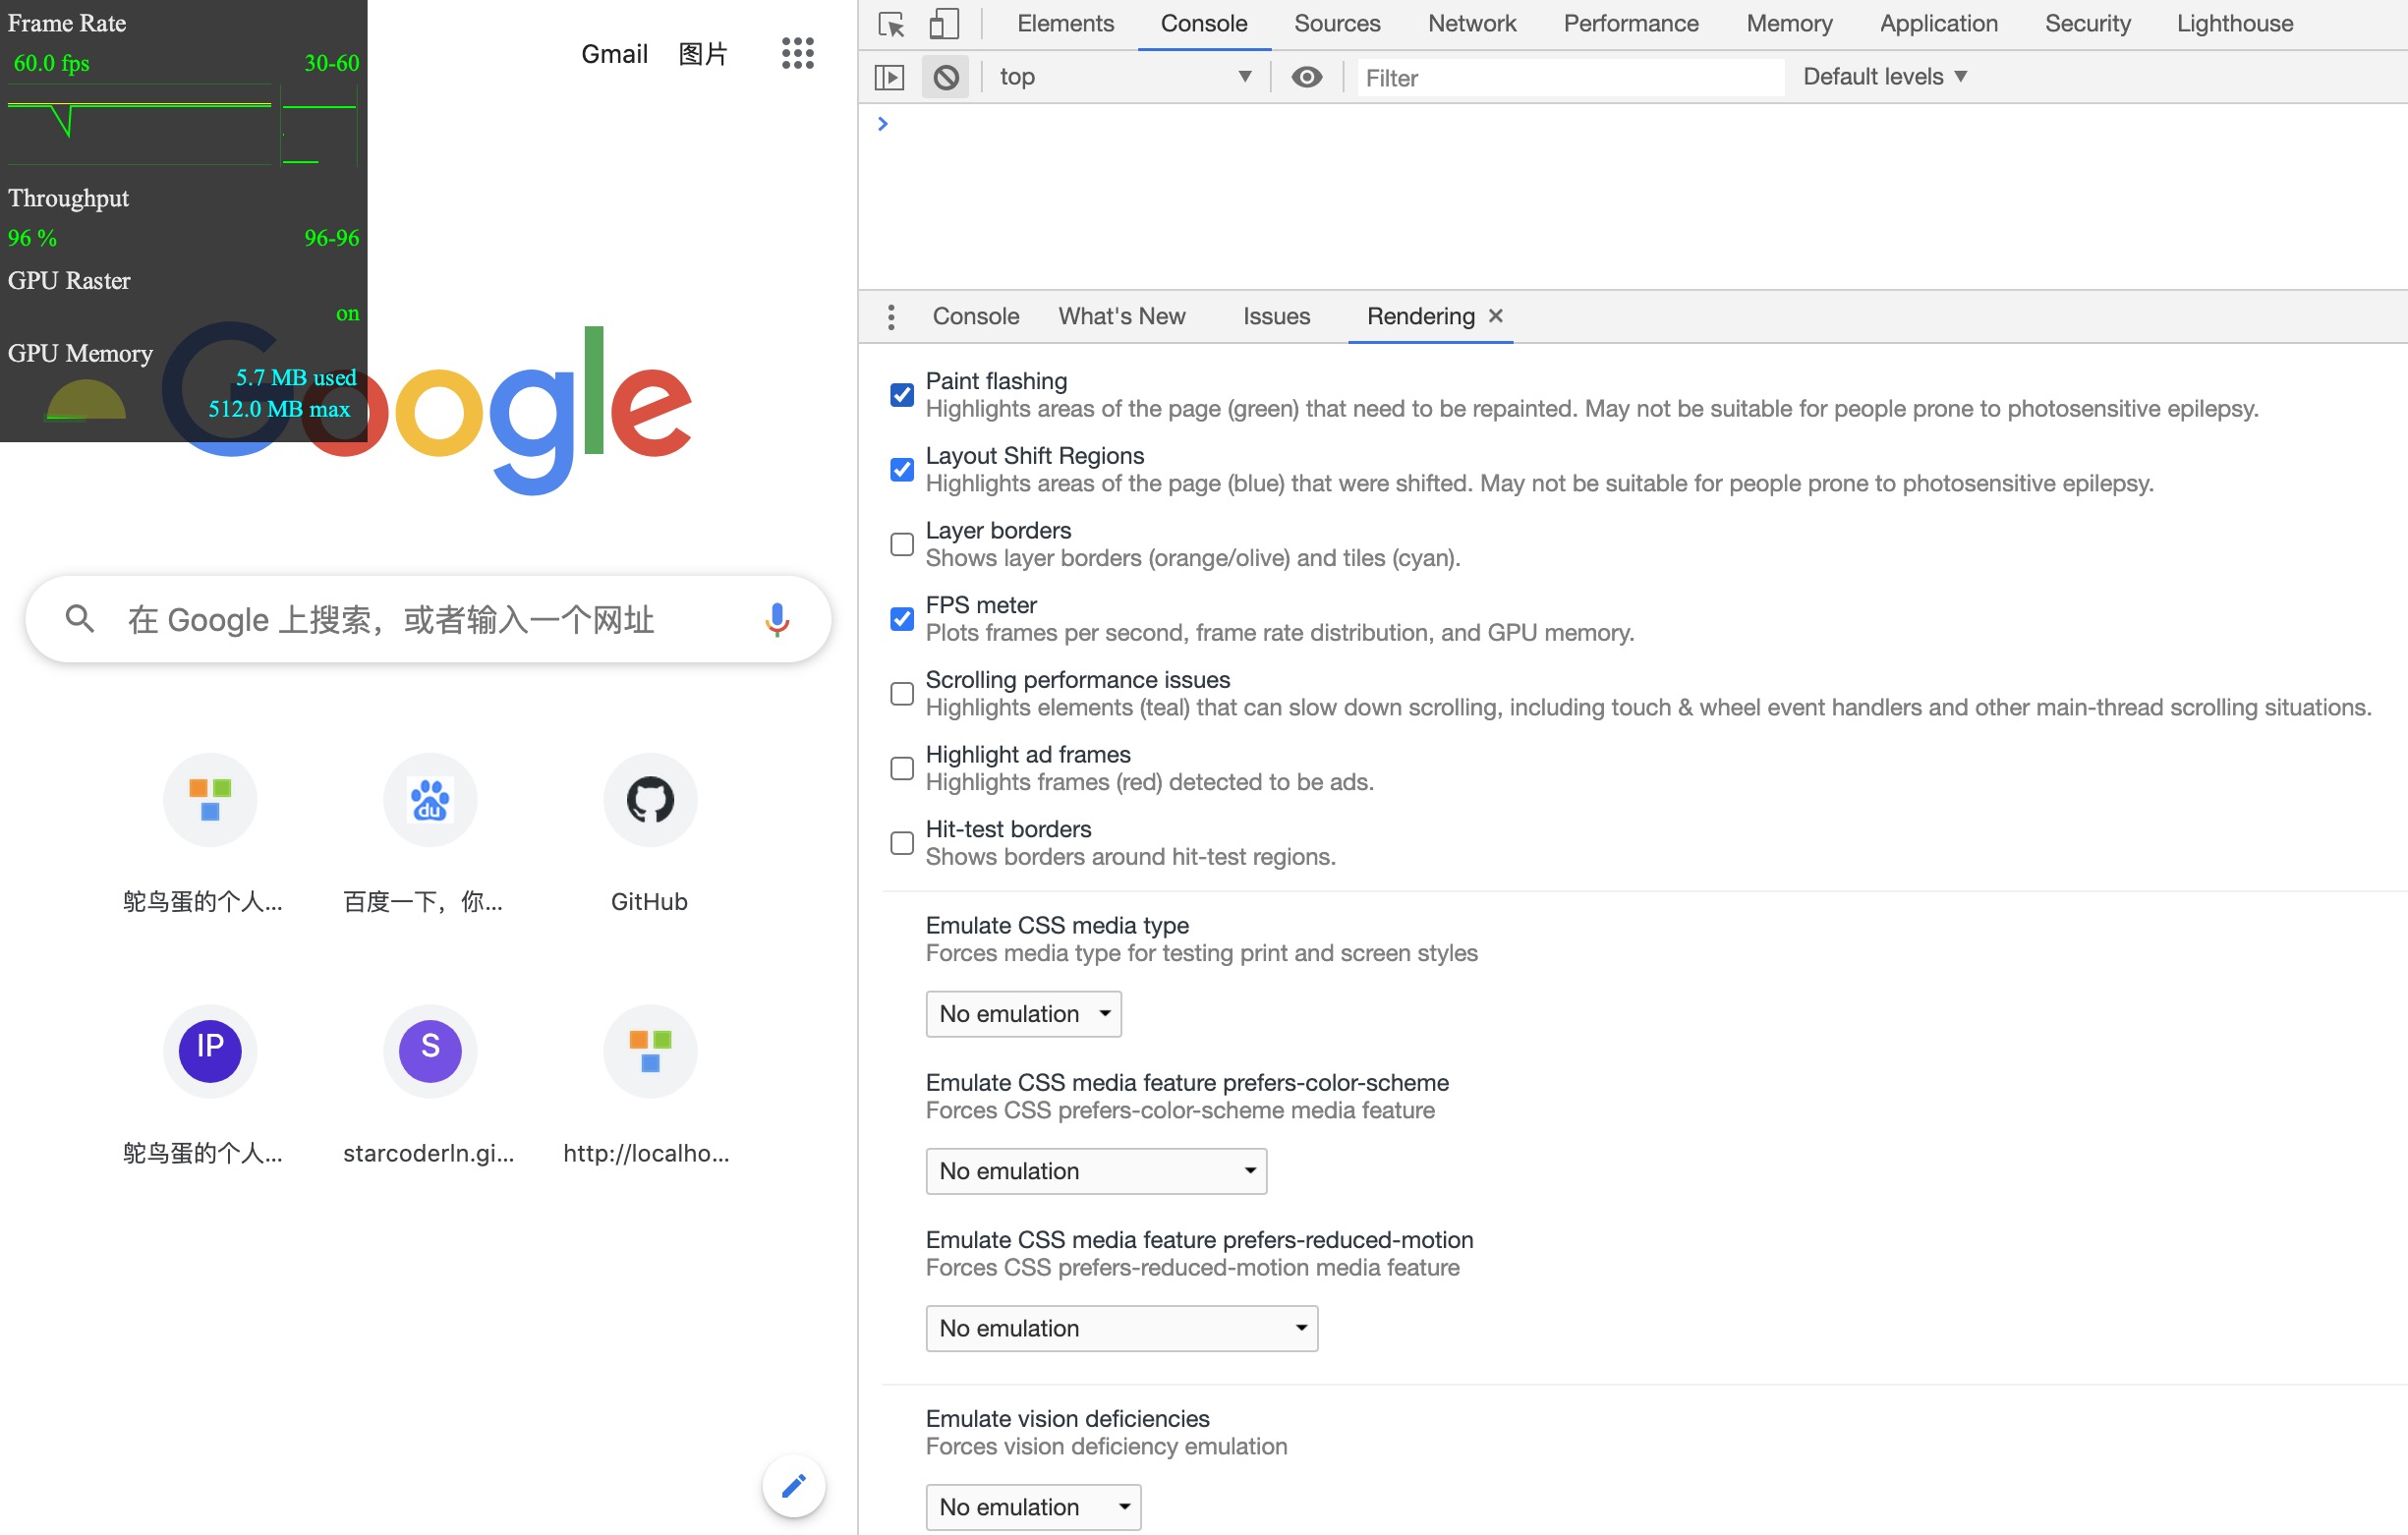 Frame Rate
60.0 fps 30-60
Throughput
96 % 96-96
GPU Raster
on
GPU Memory
5.7 MB used
512.0 MB max
Gmail 图片
Google
在 Google 上搜索，或者输入一个网址
鸵鸟蛋的个人...
百度一下，你...
GitHub
du
IP
S
鸵鸟蛋的个人...
starcoderln.gi...
http://localho...
Elements Console Sources Network Performance Memory Application Security Lighthouse
top Filter Default levels
Console What's New Issues Rendering
Paint flashing
Highlights areas of the page (green) that need to be repainted. May not be suitable for people prone to photosensitive epilepsy.
Layout Shift Regions
Highlights areas of the page (blue) that were shifted. May not be suitable for people prone to photosensitive epilepsy.
Layer borders
Shows layer borders (orange/olive) and tiles (cyan).
FPS meter
Plots frames per second, frame rate distribution, and GPU memory.
Scrolling performance issues
Highlights elements (teal) that can slow down scrolling, including touch & wheel event handlers and other main-thread scrolling situations.
Highlight ad frames
Highlights frames (red) detected to be ads.
Hit-test borders
Shows borders around hit-test regions.
Emulate CSS media type
Forces media type for testing print and screen styles
No emulation
Emulate CSS media feature prefers-color-scheme
Forces CSS prefers-color-scheme media feature
No emulation
Emulate CSS media feature prefers-reduced-motion
Forces CSS prefers-reduced-motion media feature
No emulation
Emulate vision deficiencies
Forces vision deficiency emulation
No emulation